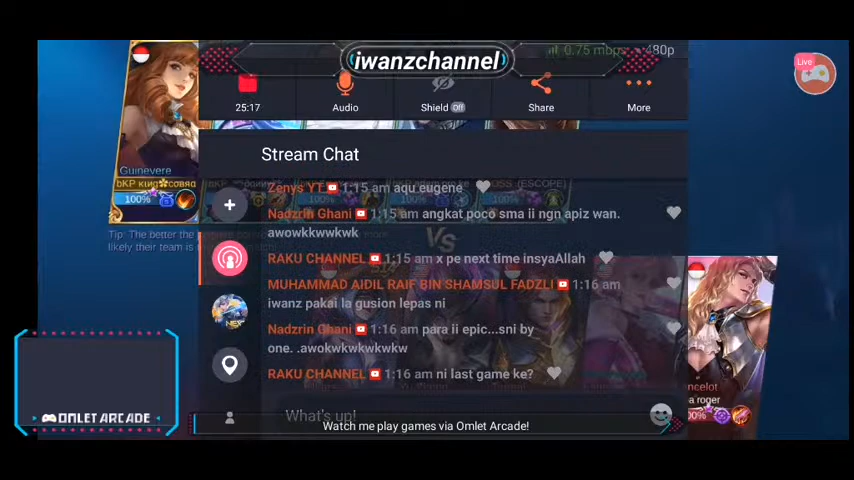 iwanzchannel
0.75 mbps
480p
Live
25:17
Audio
Shield Off
Share
More
Guinevere
100%
Stream Chat
Tip: The better
likely their team is
Zenys YT 1:15 am aqu eugene
Nadzrin Ghani 1:15 am angkat poco sma ii ngn apiz wan.
awowkkwwkwk
RAKU CHANNEL 1:15 am x pe next time insyaAllah
MUHAMMAD AIDIL RAIF BIN SHAMSUL FADZLI 1:16 am
iwanz pakai la gusion lepas ni
Nadzrin Ghani 1:16 am para ii epic...sni by
one. .awokwkwkwkwkw
RAKU CHANNEL 1:16 am ni last game ke?
VS
ncelot
a roger
What's up!
Watch me play games via Omlet Arcade!
OMLET ARCADE